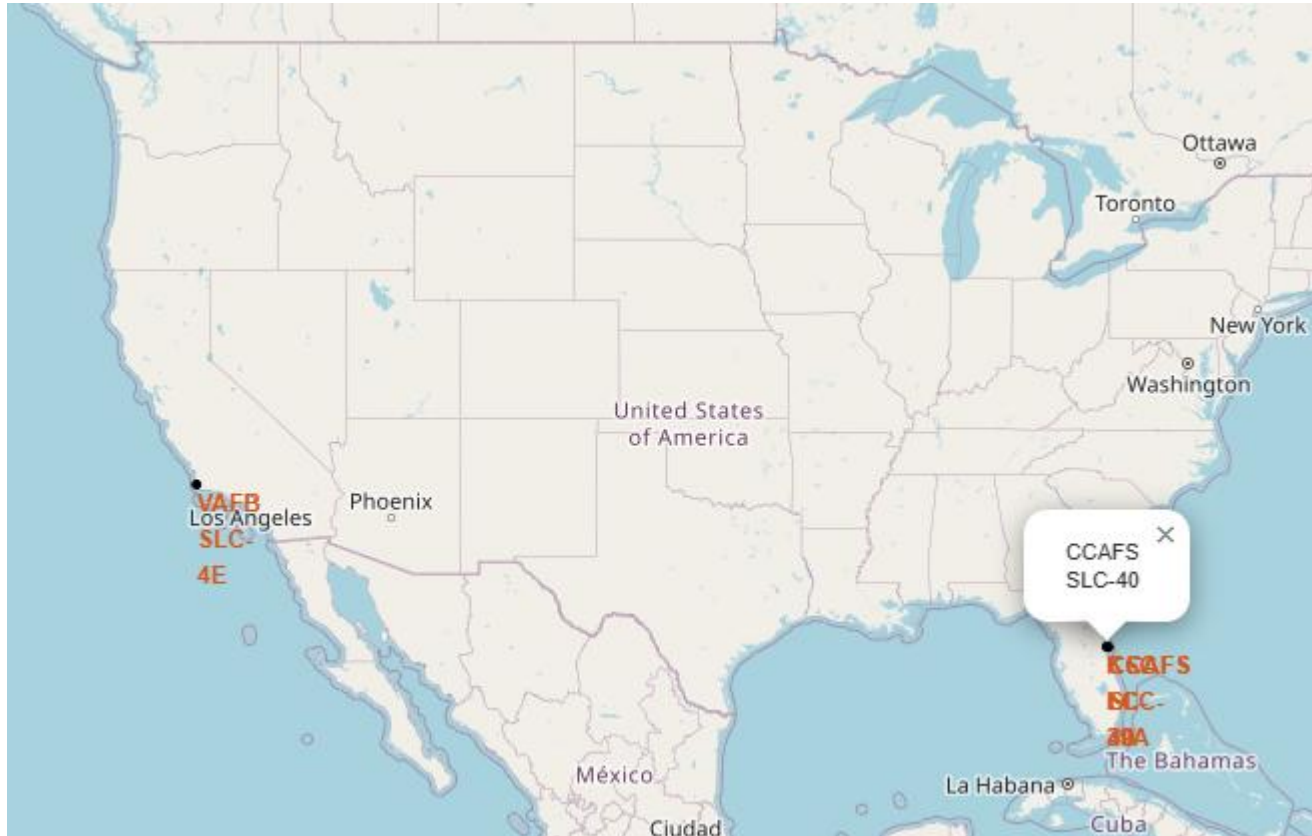 Ottawa
Toronto
New York
Washington
United States
of America
VAFB
Los Angeles
SLC-
4E
Phoenix
×
CCAFS
SLC-40
The Bahamas
La Habana
México
Cuba
Ciudad